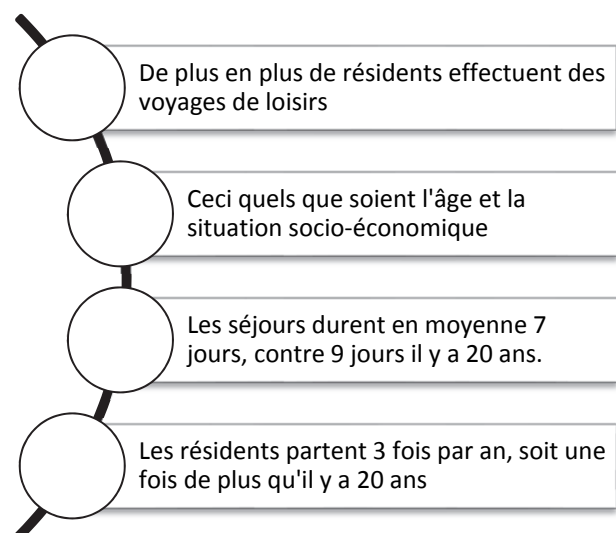 De plus en plus de résidents effectuent des
voyages de loisirs
Ceci quels que soient l'âge et la
situation socio-économique
Les séjours durent en moyenne 7
jours, contre 9 jours il y a 20 ans.
Les résidents partent 3 fois par an, soit une
fois de plus qu'il y a 20 ans